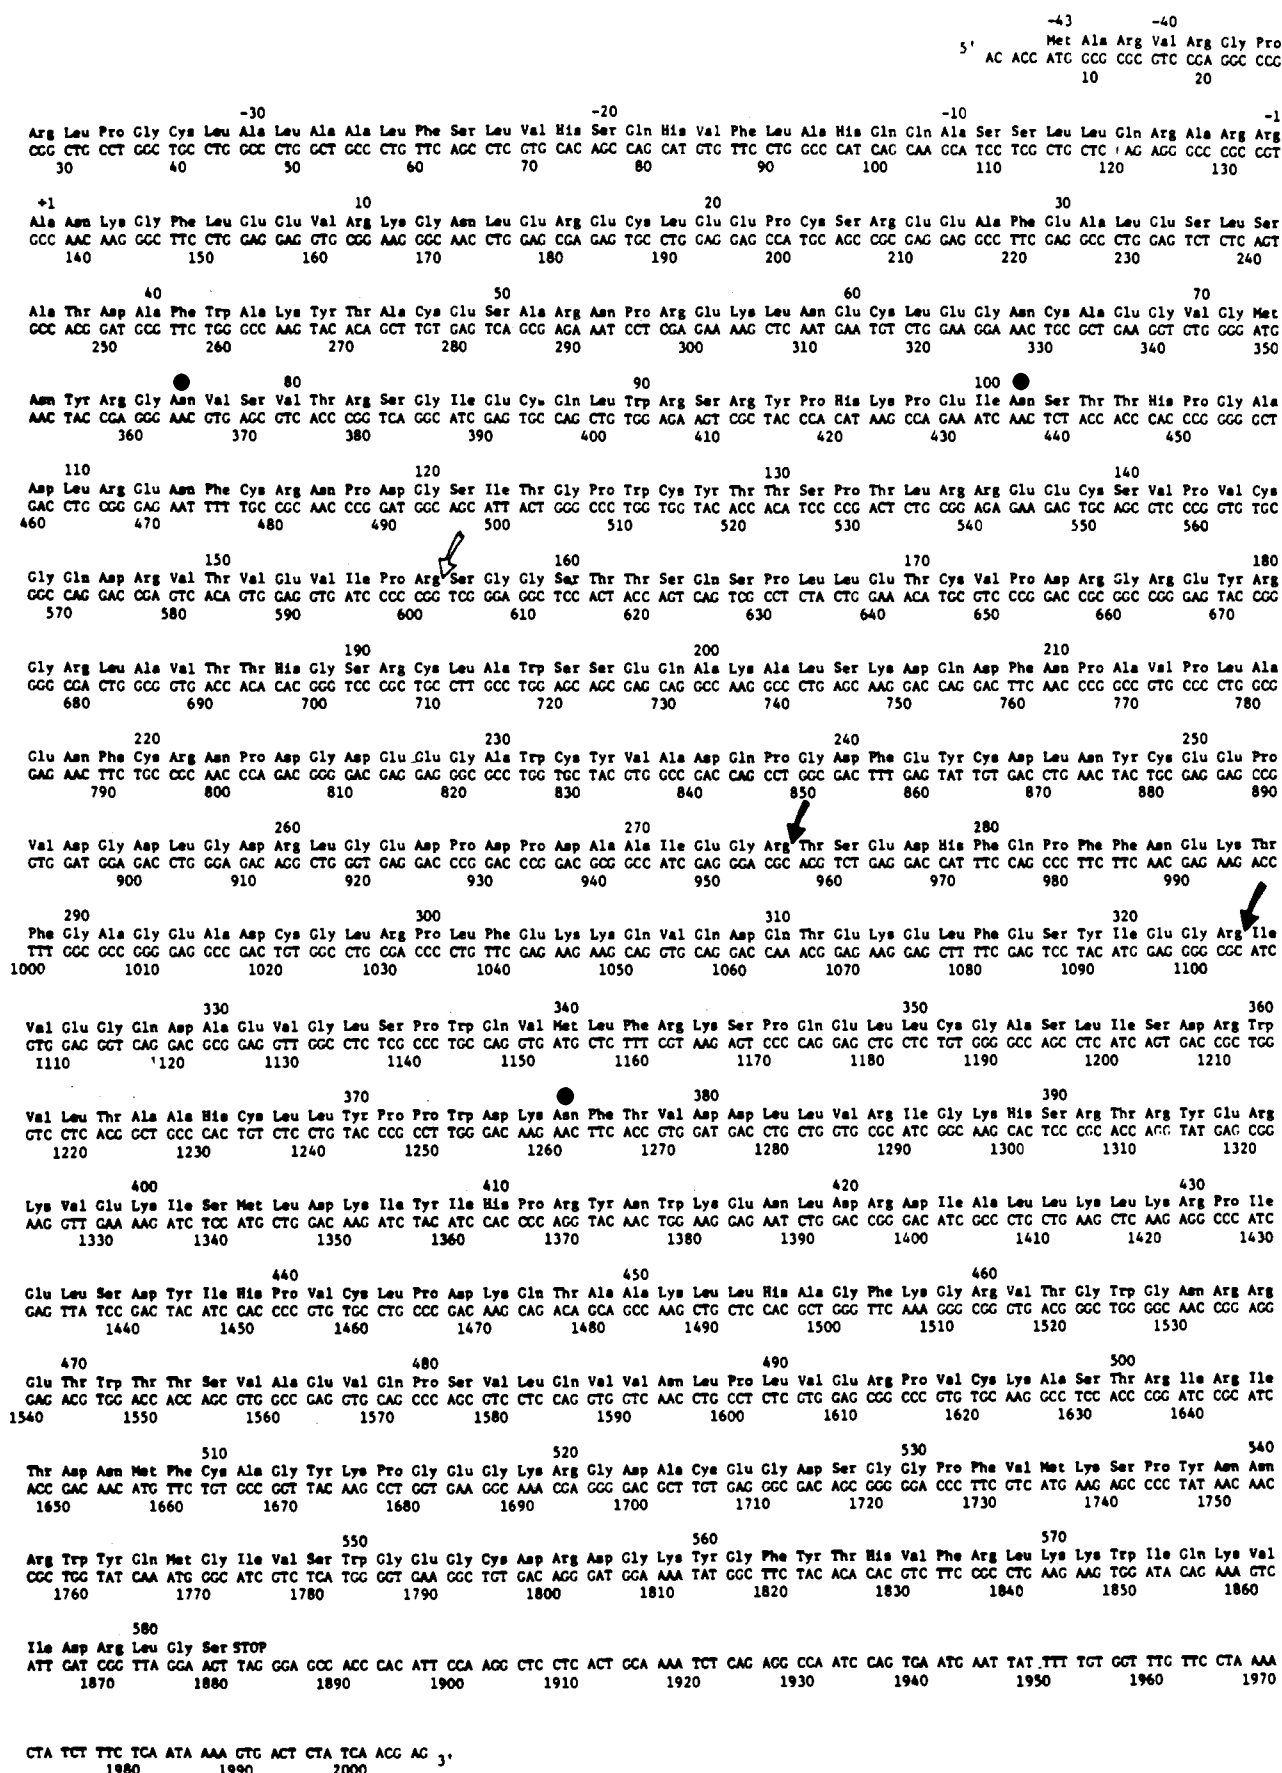 -43 -40
Met Ala Arg Val Arg Gly Pro
5' AC ACC ATG GCG CGC GTC CGA GGC CCG
10 20
-30 -20 -10 -1
Arg Leu Pro Gly Cys Leu Ala Leu Ala Ala Leu Phe Ser Leu Val His Ser Gln His Val Phe Leu Ala His Gln Gln Ala Ser Ser Leu Leu Gln Arg Ala Arg Arg
CGG CTG CCT GGC TGC CTG GCC CTG GCT GCC CTG TTC AGC CTC GTG CAC AGC CAG CAT GTG TTC CTG GCC CAT CAG CAA GCA TCC TCG CTG CTC AG AGG GCC CGC CGT
30 40 50 60 70 80 90 100 110 120 130
+1 10 20 30
Ala Asn Lys Gly Phe Leu Glu Glu Val Arg Lys Gly Asn Leu Glu Arg Glu Cys Leu Glu Glu Pro Cys Ser Arg Glu Glu Ala Phe Glu Ala Leu Glu Ser Leu Ser
GCC AAC AAG GGC TTC CTG GAG GAG GTG CGG AAG GGC AAC CTG GAG CGA GAG TGC CTG GAG GAG CCA TGC AGC CGC GAG GAG GCC TTC GAG GCC CTG GAG TCT CTC AGT
140 150 160 170 180 190 200 210 220 230 240
40 50 60 70
Ala Thr Asp Ala Phe Trp Ala Lys Tyr Thr Ala Cys Glu Ser Ala Arg Asn Pro Arg Glu Lys Leu Asn Glu Cys Leu Glu Gly Asn Cys Ala Glu Gly Val Gly Met
GCC ACG GAT GCG TTC TGG GCC AAG TAC ACA GCT TGT GAG TCA GCG AGA AAT CCT CGA GAA AAG CTC AAT GAA TGT CTG GAA GGA AAC TGC GCT GAA GGT GTG GGG ATG
250 260 270 280 290 300 310 320 330 340 350
80 90 100
Asn Tyr Arg Gly Asn Val Ser Val Thr Arg Ser Gly Ile Glu Cys Gln Leu Trp Arg Ser Arg Tyr Pro His Lys Pro Glu Ile Asn Ser Thr Thr His Pro Gly Ala
AAC TAC CGA GGG AAC GTG AGC GTC ACC CGG TCA GGC ATC GAG TGC CAG CTG TGG AGA AGT CGC TAC CCA CAT AAG CCA GAA ATC AAC TCT ACC ACC CAC CCG GGG GCT
360 370 380 390 400 410 420 430 440 450
110 120 130 140
Asp Leu Arg Glu Asn Phe Cys Arg Asn Pro Asp Gly Ser Ile Thr Gly Pro Trp Cys Tyr Thr Thr Ser Pro Thr Leu Arg Arg Glu Glu Cys Ser Val Pro Val Cys
GAC CTG CGG GAG AAT TTT TGC CGC AAC CCG GAT GGC AGC ATT ACT GGG CCC TGG TGG TAC ACC ACA TCC CCG ACT CTG CGG AGA GAA GAG TGC AGC GTC CCG GTG TGC
460 470 480 490 500 510 520 530 540 550 560
150 160 170 180
Gly Gln Asp Arg Val Thr Val Glu Val Ile Pro Arg Ser Gly Gly Ser Thr Thr Ser Gln Ser Pro Leu Leu Glu Thr Cys Val Pro Asp Arg Gly Arg Glu Tyr Arg
GGC CAG GAC CGA GTC ACA GTG GAG GTG ATC CCC CGG TCG GGA GGC TCC ACT ACC AGT CAG TCG CCT CTA CTG GAA ACA TGC GTC CCG GAC CGC GGC CGG GAG TAC CGG
570 580 590 600 610 620 630 640 650 660 670
190 200 210
Gly Arg Leu Ala Val Thr Thr His Gly Ser Arg Cys Leu Ala Trp Ser Ser Glu Gln Ala Lys Ala Leu Ser Lys Asp Gln Asp Phe Asn Pro Ala Val Pro Leu Ala
GGG CGA CTG GCG GTG ACC ACA CAC GGG TCC CGC TGC CTT GCC TGG AGC AGC GAG CAG GCC AAG GCC CTG AGC AAG GAC CAG GAC TTC AAC CCG GCC GTG CCC CTG GCG
680 690 700 710 720 730 740 750 760 770 780
220 230 240 250
Glu Asn Phe Cys Arg Asn Pro Asp Gly Asp Glu Glu Gly Ala Trp Cys Tyr Val Ala Asp Gln Pro Gly Asp Phe Glu Tyr Cys Asp Leu Asn Tyr Cys Glu Glu Pro
GAG AAC TTC TGC CGC AAC CCA GAC GGG GAC GAG GAG GGC GCC TGG TGC TAC GTG GCC GAC CAG CCT GGC GAC TTT GAG TAT TGT GAC CTG AAC TAC TGC GAG GAG CCG
790 800 810 820 830 840 850 860 870 880 890
260 270 280
Val Asp Gly Asp Leu Gly Asp Arg Leu Gly Glu Asp Pro Asp Pro Asp Ala Ala Ile Glu Gly Arg Thr Ser Glu Asp His Phe Gln Pro Phe Phe Asn Glu Lys Thr
GTG GAT GGA GAC CTG GGA GAC AGG CTG GGT GAG GAC CCG GAC CCG GAC GCG GCC ATC GAG GGA CGC ACG TCT GAG GAC CAT TTC CAG CCC TTC TTC AAC GAG AAG ACC
900 910 920 930 940 950 960 970 980 990
290 300 310 320
Phe Gly Ala Gly Glu Ala Asp Cys Gly Leu Arg Pro Leu Phe Glu Lys Lys Gln Val Gln Asp Gln Thr Glu Lys Glu Leu Phe Glu Ser Tyr Ile Glu Gly Arg Ile
TTT GGC GCC GGG GAG GCC GAC TGT GGC CTG CGA CCC CTG TTC GAG AAG AAG CAG GTG CAG GAC CAA ACG GAG AAG GAG CTT TTC GAG TCC TAC ATG GAG GGG CGC ATC
1000 1010 1020 1030 1040 1050 1060 1070 1080 1090 1100
330 340 350 360
Val Glu Gly Gln Asp Ala Glu Val Gly Leu Ser Pro Trp Gln Val Met Leu Phe Arg Lys Ser Pro Gln Glu Leu Leu Cys Gly Ala Ser Leu Ile Ser Asp Arg Trp
GTG GAG GGT CAG GAC GCG GAG GTT GGG CTC TCG CCC TGC CAG GTG ATG CTC TTT CGT AAG AGT CCC CAG GAG CTG CTC TGT GGG GCC AGC CTC ATC AGT GAC CGC TGG
1110 120 1130 1140 1150 1160 1170 1180 1190 1200 1210
370 380 390
Val Leu Thr Ala Ala His Cys Leu Leu Tyr Pro Pro Trp Asp Lys Asn Phe Thr Val Asp Asp Leu Leu Val Arg Ile Gly Lys His Ser Arg Thr Arg Tyr Glu Arg
GTC CTC ACG GCT GCC CAC TGT CTC CTG TAC CCG CCT TGG GAC AAG AAC TTC ACC GTG GAT GAC CTG CTG GTG CGC ATC GGC AAG CAC TCC CGC ACC AGG TAT GAG CGG
1220 1230 1240 1250 1260 1270 1280 1290 1300 1310 1320
400 410 420 430
Lys Val Glu Lys Ile Ser Met Leu Asp Lys Ile Tyr Ile His Pro Arg Tyr Asn Trp Lys Glu Asn Leu Asp Arg Asp Ile Ala Leu Leu Lys Leu Lys Arg Pro Ile
AAG GTT GAA AAG ATC TCC ATG CTG GAC AAG ATC TAC ATC CAC CCC AGG TAC AAC TGG AAG GAG AAT CTG GAC CGG GAC ATC GCC CTG CTG AAG CTC AAG AGG CCC ATC
1330 1340 1350 1360 1370 1380 1390 1400 1410 1420 1430
440 450 460
Glu Leu Ser Asp Tyr Ile His Pro Val Cys Leu Pro Asp Lys Gln Thr Ala Ala Lys Leu Leu His Ala Gly Phe Lys Gly Arg Val Thr Gly Trp Gly Asn Arg Arg
GAG TTA TCC GAC TAC ATC CAC CCC GTG TGC CTG CCC GAC AAG CAG ACA GCA GCC AAG CTG CTC CAC GCT GGG TTC AAA GGG CGG GTG ACG GGC TGG GGC AAC CGG AGG
1440 1450 1460 1470 1480 1490 1500 1510 1520 1530
470 480 490 500
Glu Thr Trp Thr Thr Ser Val Ala Glu Val Gln Pro Ser Val Leu Gln Val Val Asn Leu Pro Leu Val Glu Arg Pro Val Cys Lys Ala Ser Thr Arg Ile Arg Ile
GAG ACG TGG ACC ACC AGC GTG GCC GAG GTG CAG CCC AGC GTC CTC CAG GTG GTC AAC CTG CCT CTC GTG GAG CGG CCC GTG TGC AAG GCC TCC ACC CGG ATC CGC ATC
1540 1550 1560 1570 1580 1590 1600 1610 1620 1630 1640
510 520 530 540
Thr Asp Asn Met Phe Cys Ala Gly Tyr Lys Pro Gly Glu Gly Lys Arg Gly Asp Ala Cys Glu Gly Asp Ser Gly Gly Pro Phe Val Met Lys Ser Pro Tyr Asn Asn
ACC GAC AAC ATG TTC TGT GCC GGT TAC AAG CCT GGT GAA GGC AAA CGA GGG GAC GCT TGT GAG GGC GAC AGC GGG GGA CCC TTC GTC ATG AAG AGC CCC TAT AAC AAC
1650 1660 1670 1680 1690 1700 1710 1720 1730 1740 1750
550 560 570
Arg Trp Tyr Gln Met Gly Ile Val Ser Trp Gly Glu Gly Cys Asp Arg Asp Gly Lys Tyr Gly Phe Tyr Thr His Val Phe Arg Leu Lys Lys Trp Ile Gln Lys Val
CGC TGG TAT CAA ATG GGC ATC GTC TCA TGG GGT GAA GGC TGT GAC AGG GAT GGA AAA TAT GGC TTC TAC ACA CAC GTC TTC CGC CTG AAG AAG TGG ATA CAG AAA GTC
1760 1770 1780 1790 1800 1810 1820 1830 1840 1850 1860
580
Ile Asp Arg Leu Gly Ser STOP
ATT GAT CGG TTA GGA AGT TAG GGA GCC ACC CAC ATT CCA AGG CTC CTC ACT GCA AAA TCT CAG AGG CCA ATC CAG TGA ATG AAT TAT TTT TGT GGT TTG TTC CTA AAA
1870 1880 1890 1900 1910 1920 1930 1940 1950 1960 1970
CTA TCT TTC TCA ATA AAA GTG ACT CTA TCA ACG AG 3'
1980 1990 2000